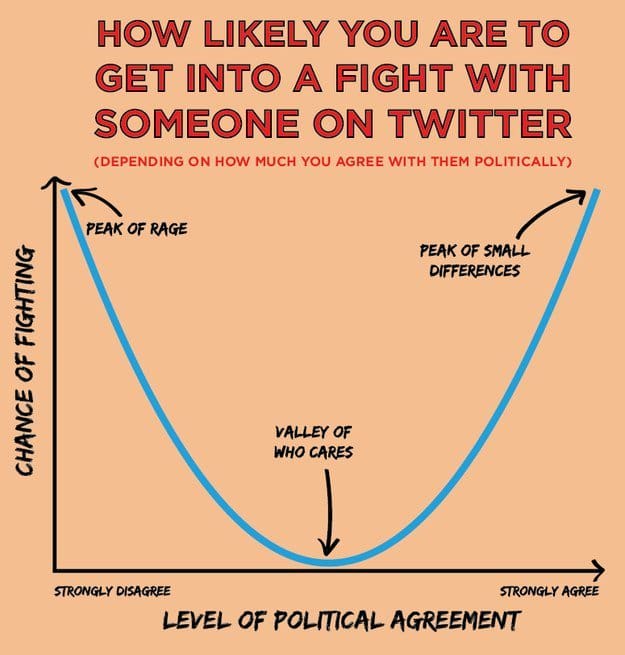 HOW LIKELY YOU ARE TO
GET INTO A FIGHT WITH
SOMEONE ON TWITTER
(DEPENDING ON HOW MUCH YOU AGREE WITH THEM POLITICALLY)
PEAK OF RAGE
PEAK OF SMALL
DIFFERENCES
CHANCE OF FIGHTING
VALLEY OF
WHO CARES
STRONGLY DISAGREE
STRONGLY AGREE
LEVEL OF POLITICAL AGREEMENT